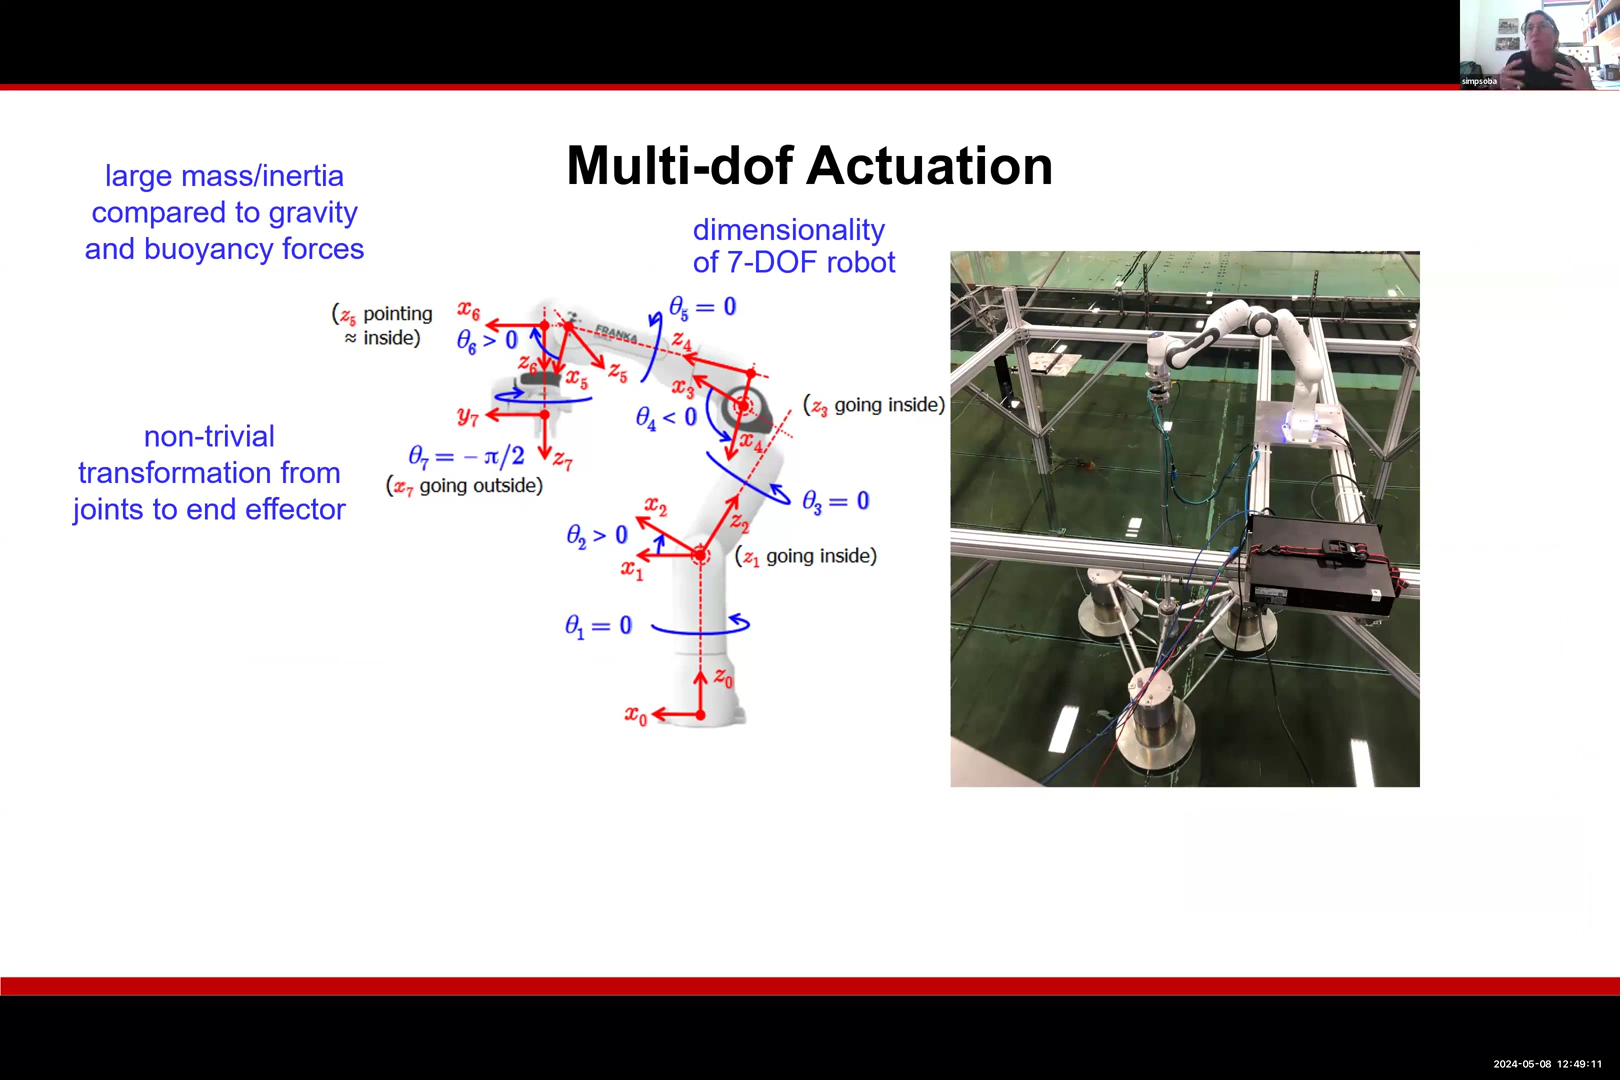 simpsoba
Multi-dof Actuation
large mass/inertia
compared to gravity
and buoyancy forces
dimensionality
of 7-DOF robot
non-trivial
transformation from
joints to end effector
(z5 pointing
≈ inside)
x6
θ6 > 0
z6
x5
z5
FRANKA
θ5 = 0
z4
x3
θ4 < 0
x4
(z3 going inside)
y7
θ7 = − π/2
z7
(x7 going outside)
θ3 = 0
x2
z2
θ2 > 0
x1
(z1 going inside)
θ1 = 0
z0
x0
2024-05-08 12:49:11